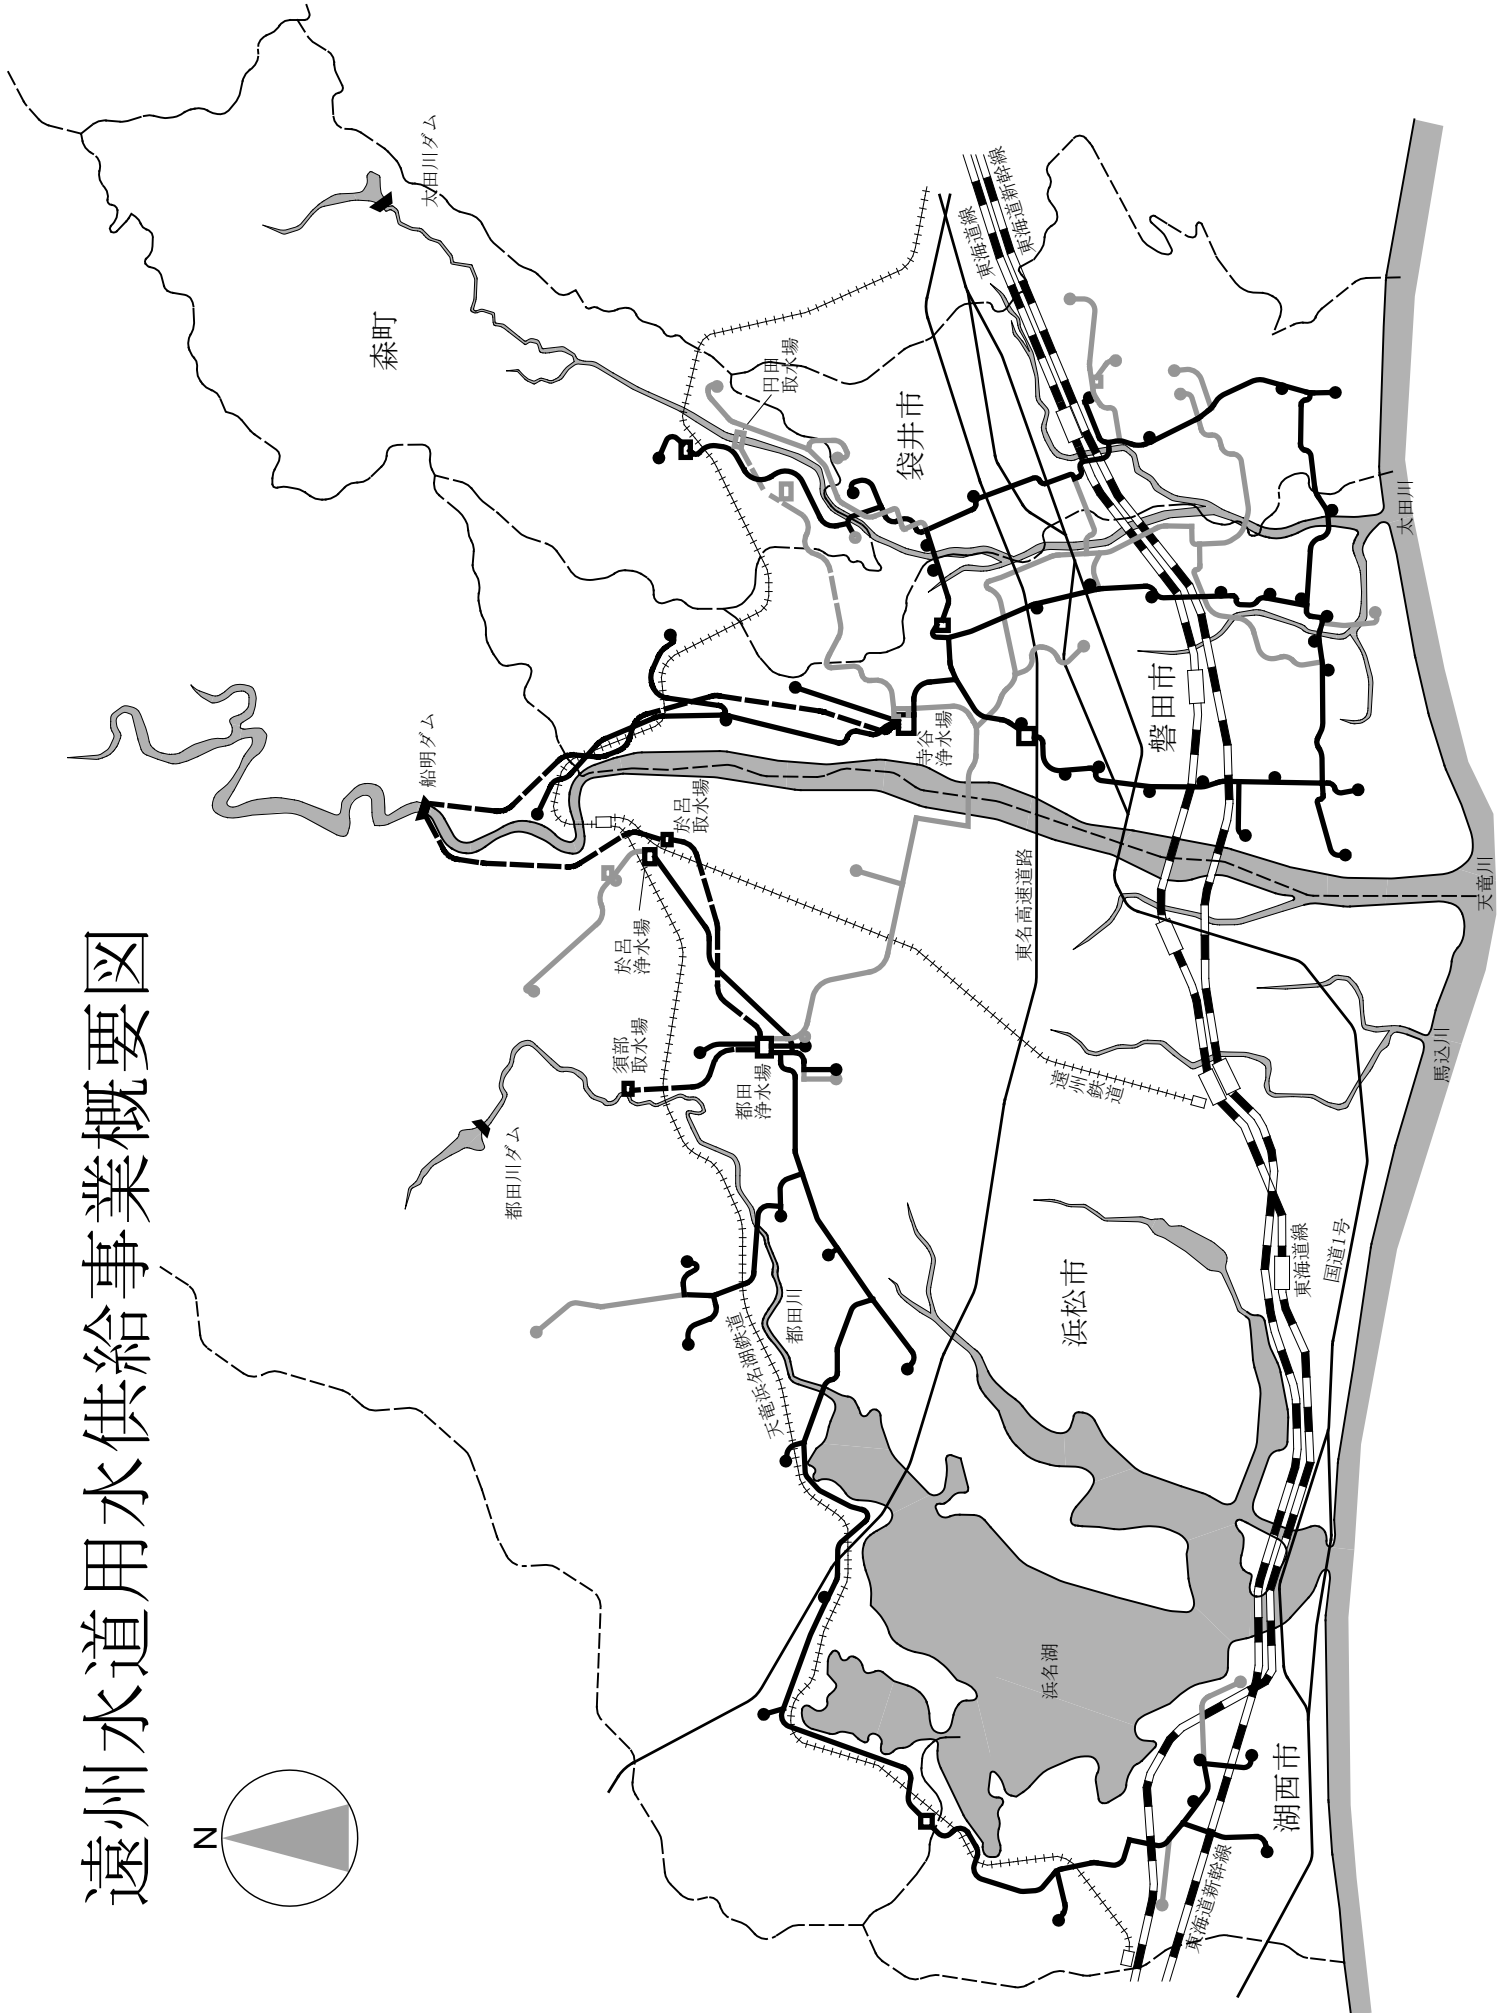 遠州水道用水供給事業概要図
N
太田川ダム
森町
円田
取水場
東海道線
東海道新幹線
袋井市
太田川
船明ダム
寺谷
浄水場
磐田市
於呂
取水場
於呂
浄水場
東名高速道路
天竜川
須部
取水場
都田
浄水場
遠州鉄道
馬込川
都田川ダム
都田川
天竜浜名湖鉄道
浜松市
東海道線
国道1号
浜名湖
湖西市
東海道新幹線